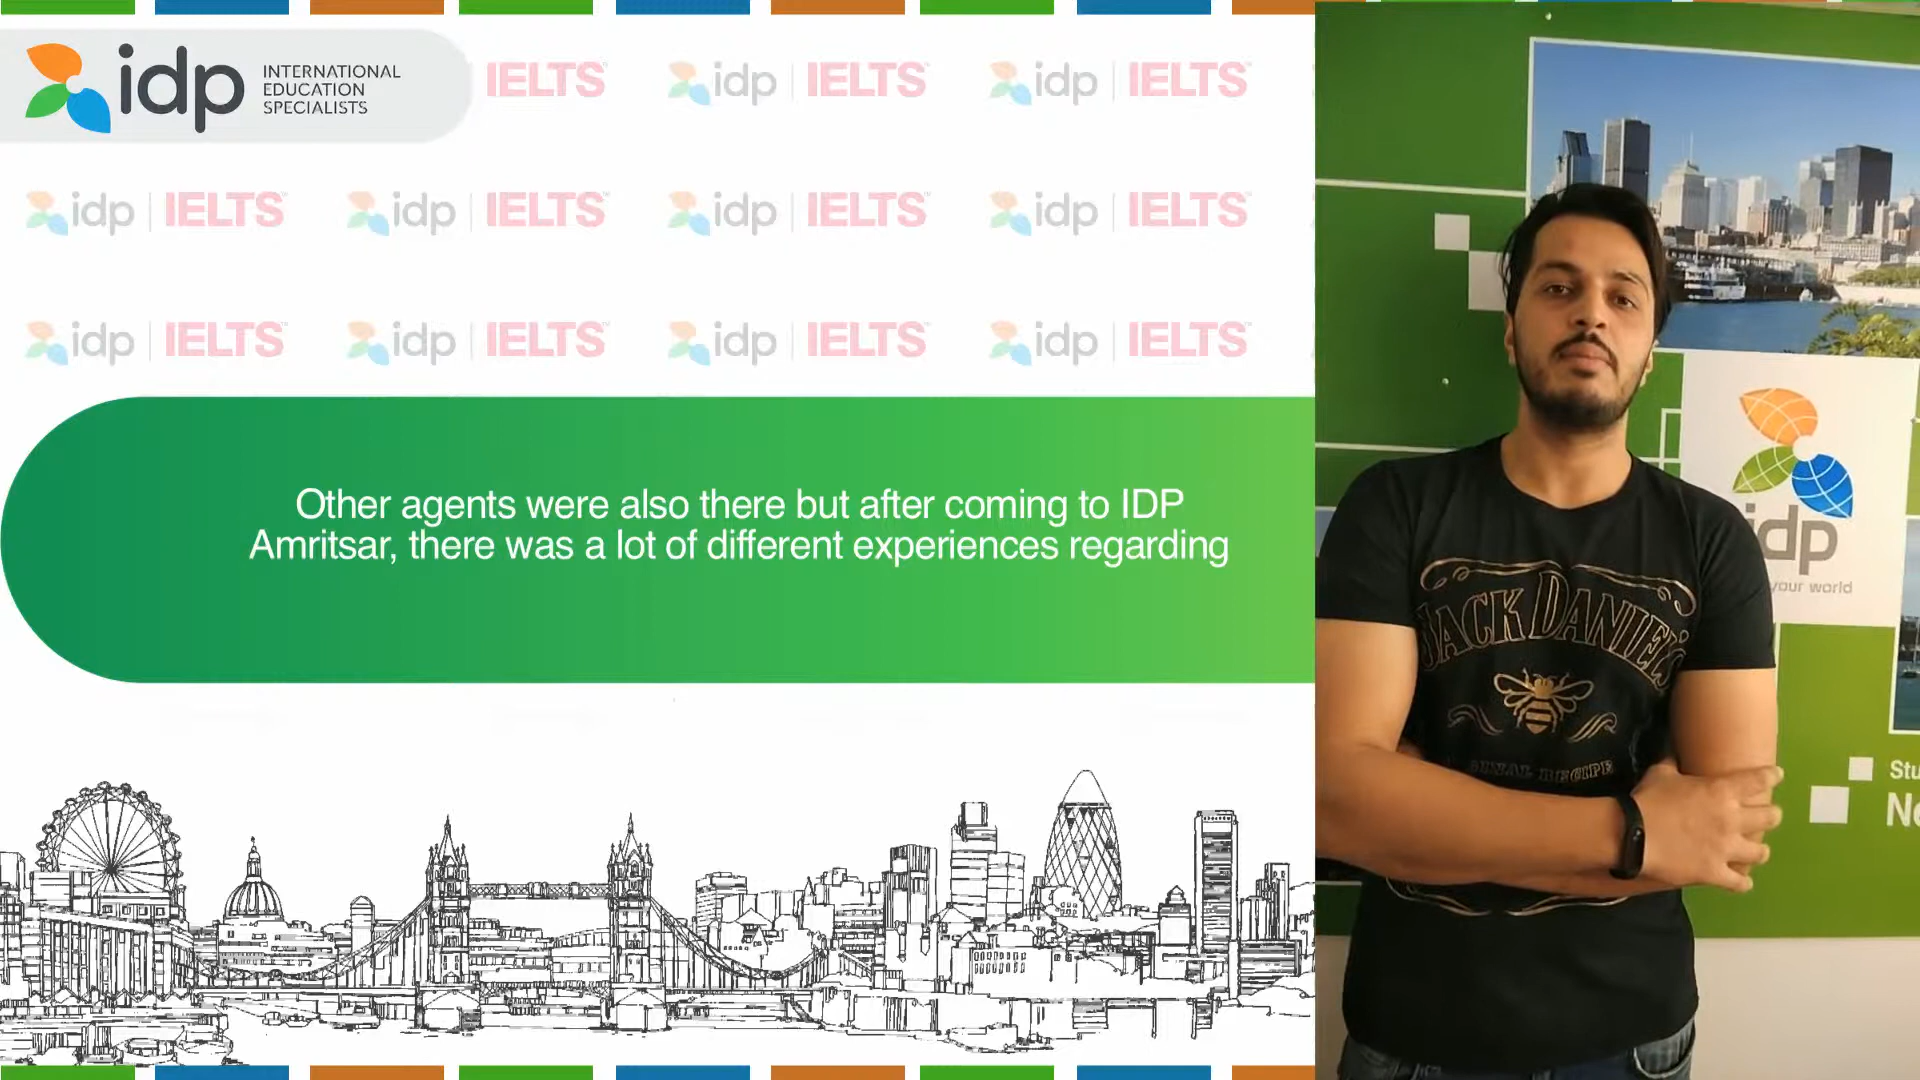 idp INTERNATIONAL
EDUCATION
SPECIALISTS
IELTS idp IELTS idp IELTS
idp IELTS idp IELTS idp IELTS idp IELTS
idp IELTS idp IELTS idp IELTS idp IELTS
Other agents were also there but after coming to IDP
Amritsar, there was a lot of different experiences regarding
idp
your world
JACK DANIEL'S
RECIPE